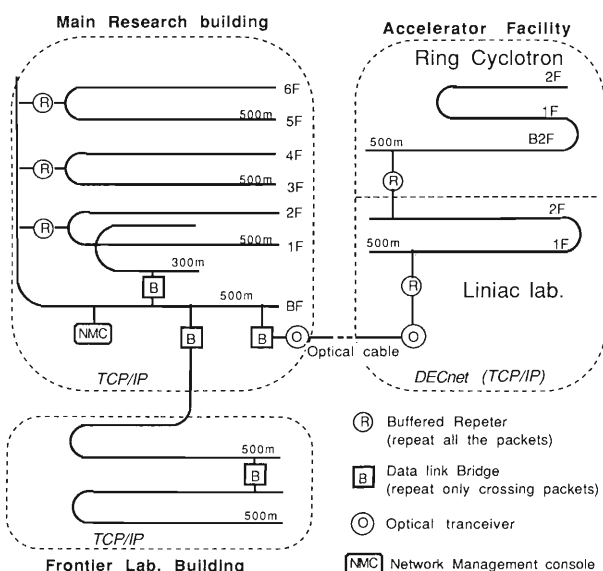 Main Research building
Accelerator Facility
Ring Cyclotron
6F
R
500m
5F
4F
R
500m
3F
2F
R
500m
1F
300m
B
500m
BF
NMC
B
B
O
Optical cable
TCP/IP
2F
1F
500m
B2F
R
2F
500m
1F
R
Liniac lab.
O
DECnet (TCP/IP)
500m
B
500m
TCP/IP
Frontier Lab. Building
R Buffered Repeter
(repeat all the packets)
B Data link Bridge
(repeat only crossing packets)
O Optical tranceiver
NMC Network Management console